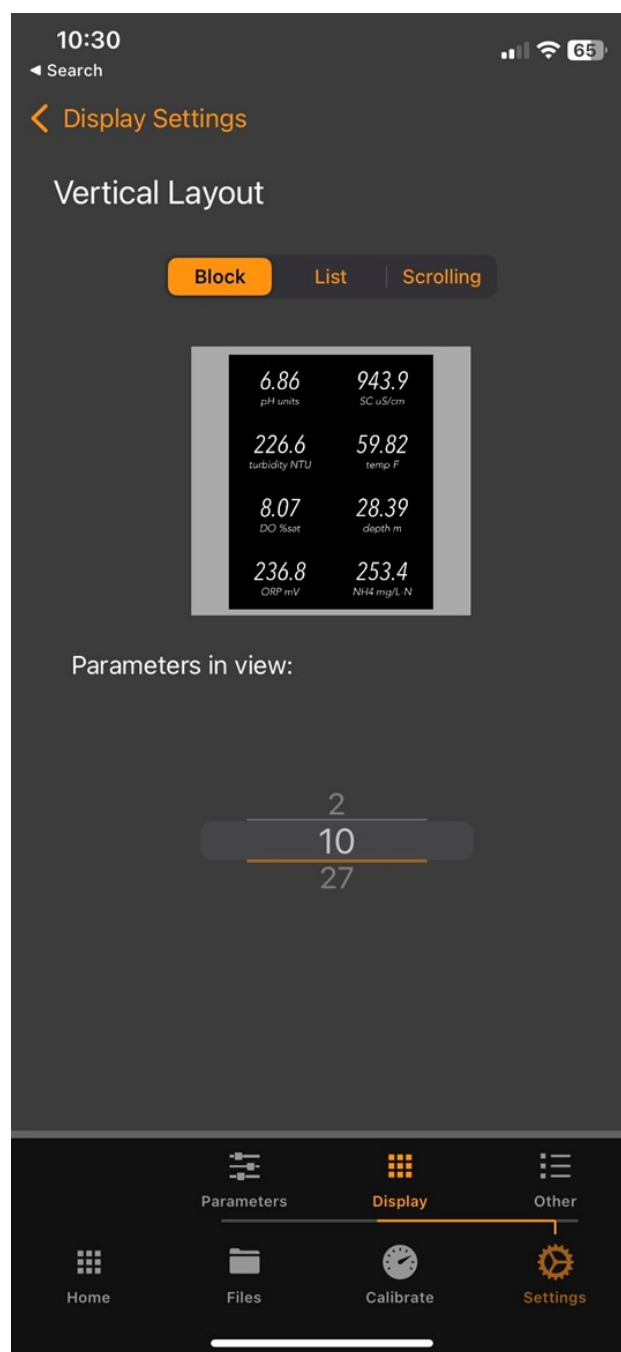 10:30
65
◀ Search
Display Settings
Vertical Layout
Block List Scrolling
6.86 943.9
pH units SC uS/cm
226.6 59.82
turbidity NTU temp F
8.07 28.39
DO %sat depth m
236.8 253.4
ORP mV NH4 mg/L-N
Parameters in view:
2
10
27
Parameters Display Other
Home Files Calibrate Settings